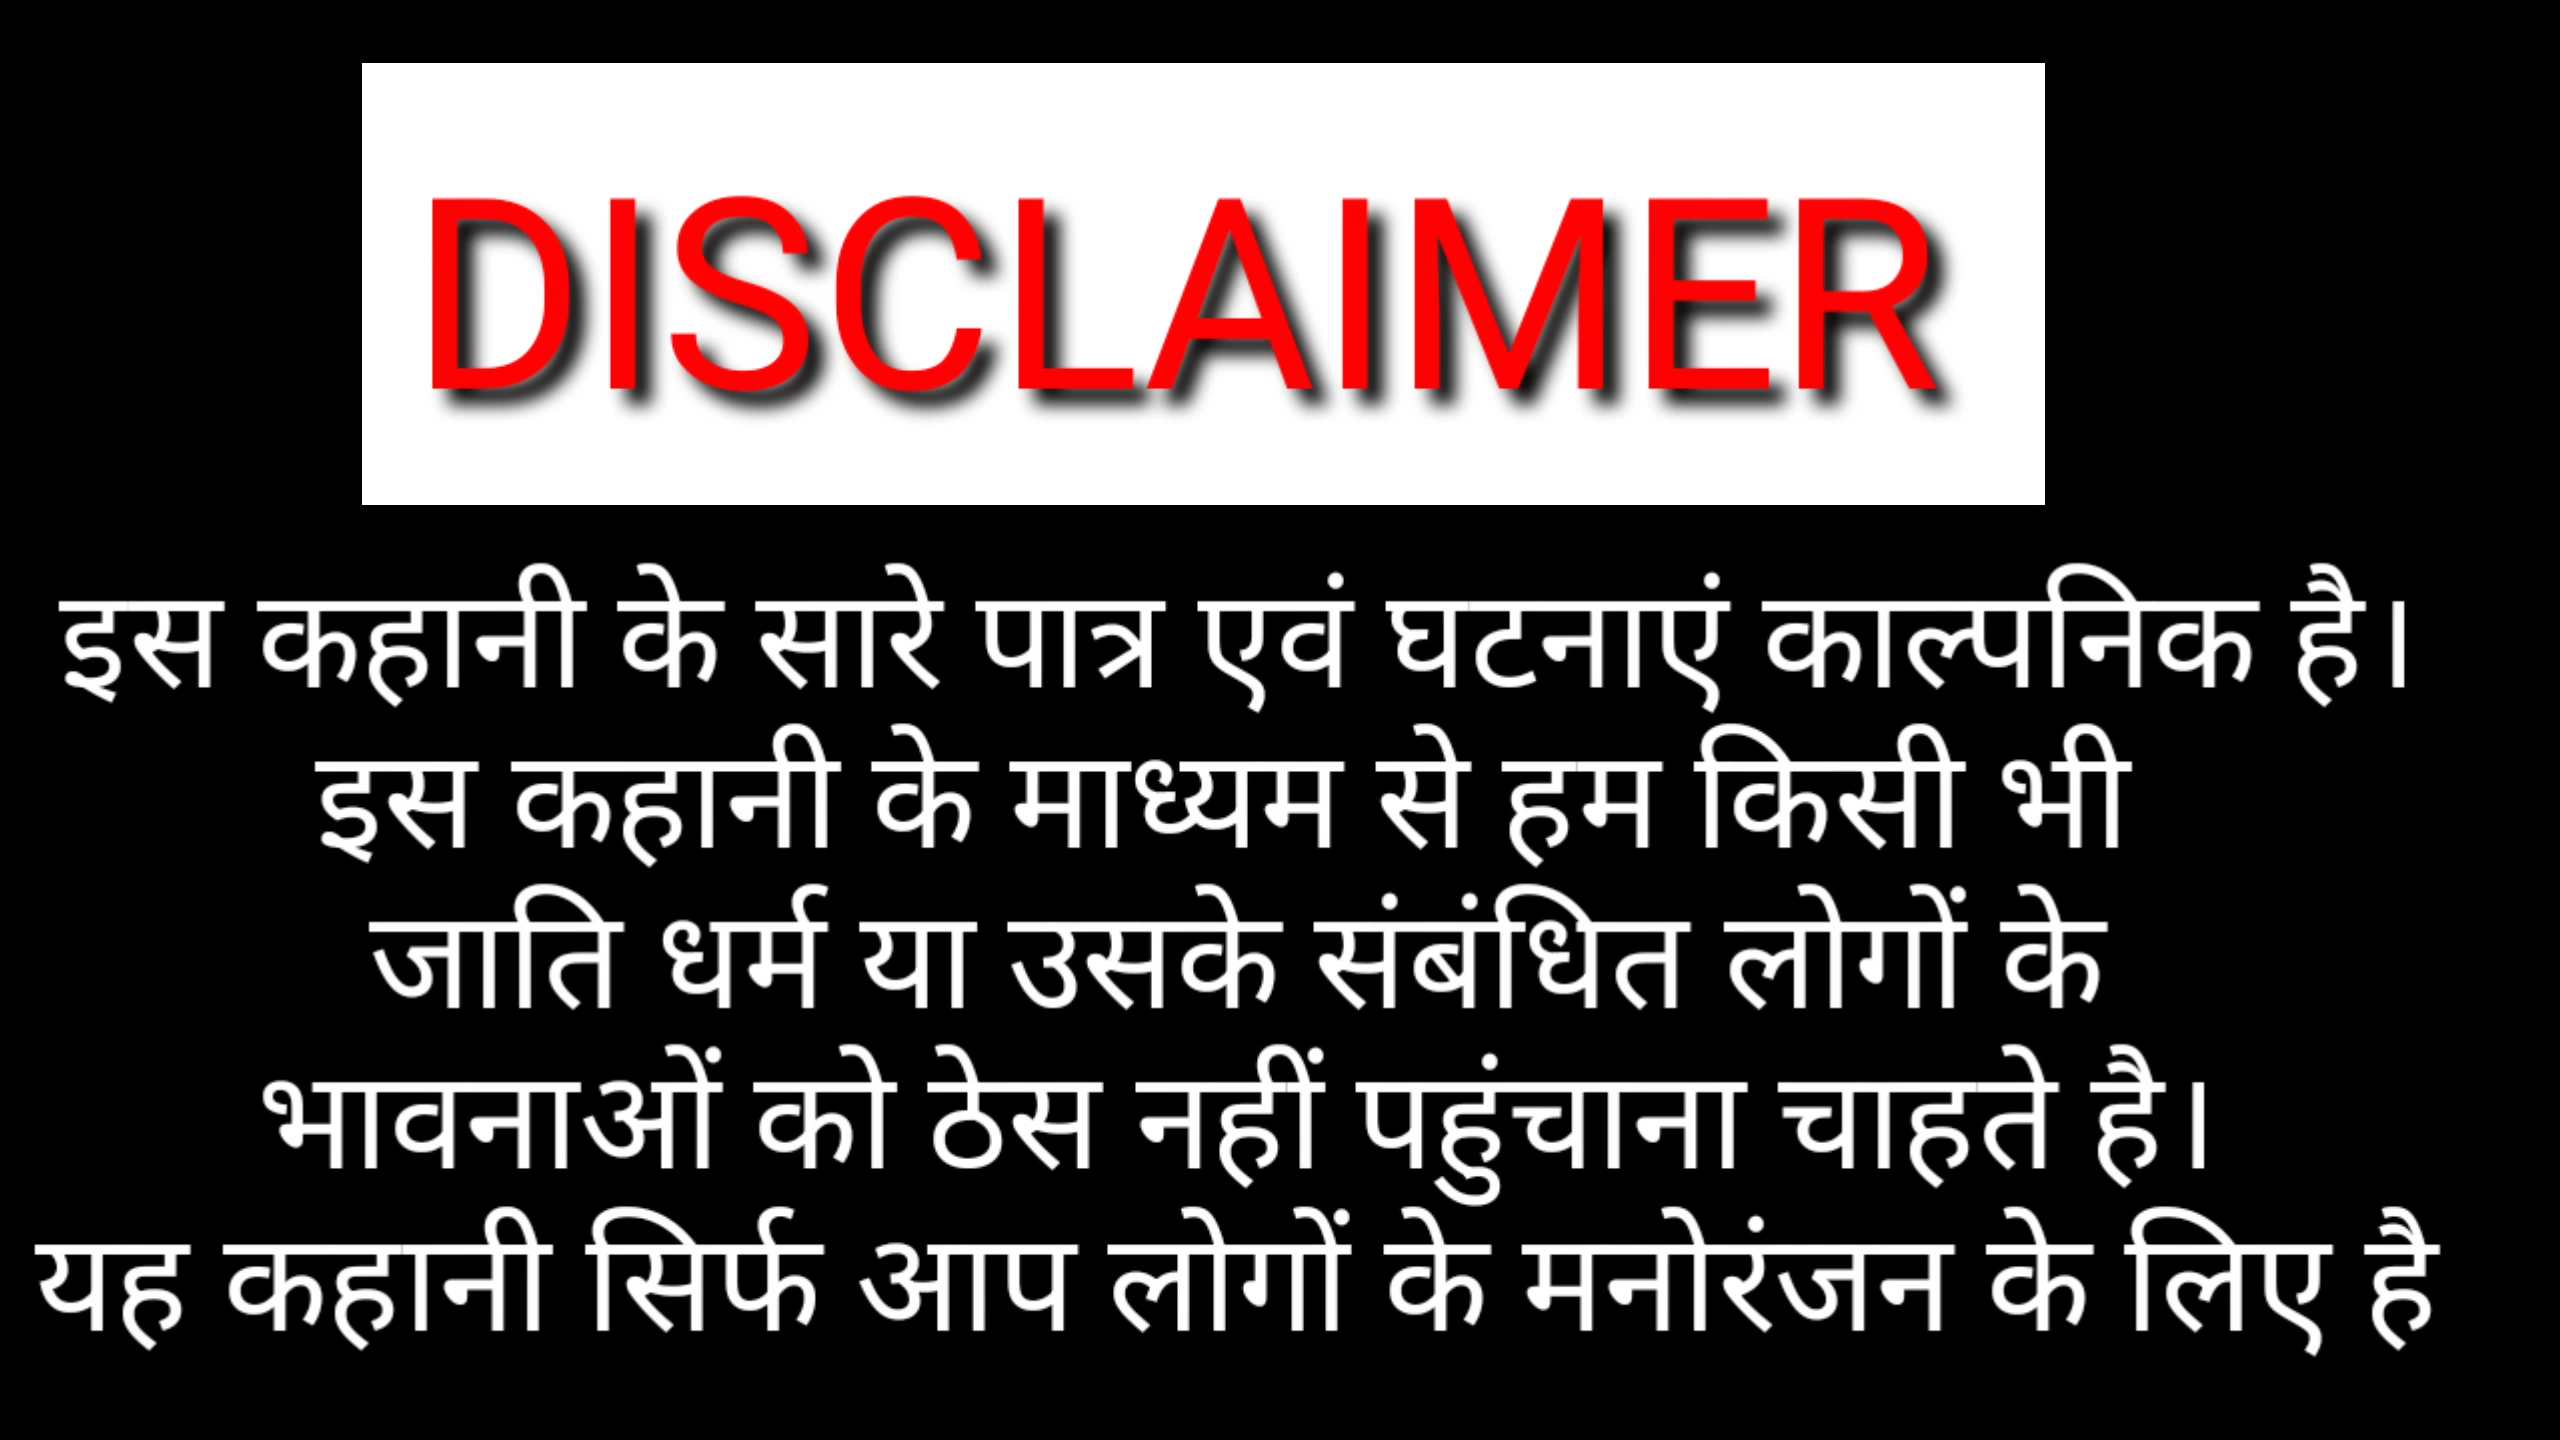 DISCLAIMER
इस कहानी के सारे पात्र एवं घटनाएं काल्पनिक है।
इस कहानी के माध्यम से हम किसी भी
जाति धर्म या उसके संबंधित लोगों के
भावनाओं को ठेस नहीं पहुंचाना चाहते है।
यह कहानी सिर्फ आप लोगों के मनोरंजन के लिए है